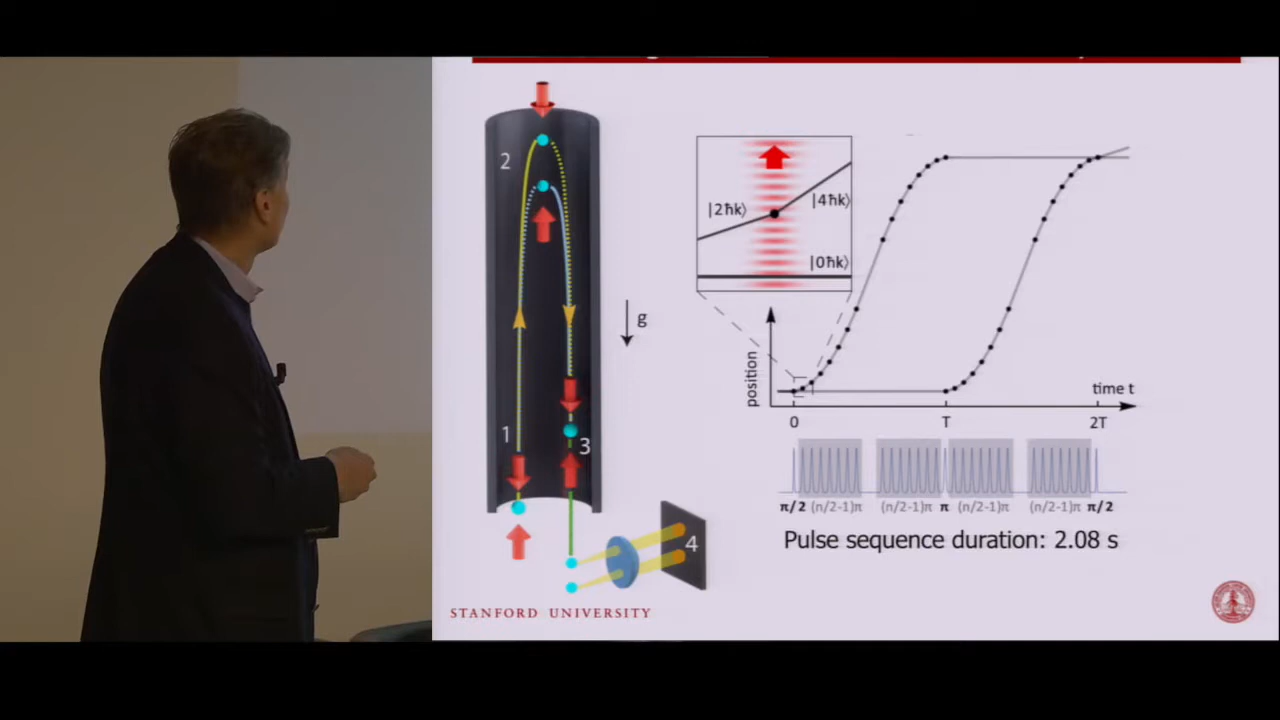 2
1
3
4
g
|2ħk⟩
|4ħk⟩
|0ħk⟩
position
time t
0
T
2T
π/2 (n/2-1)π (n/2-1)π π (n/2-1)π (n/2-1)π π/2
Pulse sequence duration: 2.08 s
STANFORD UNIVERSITY